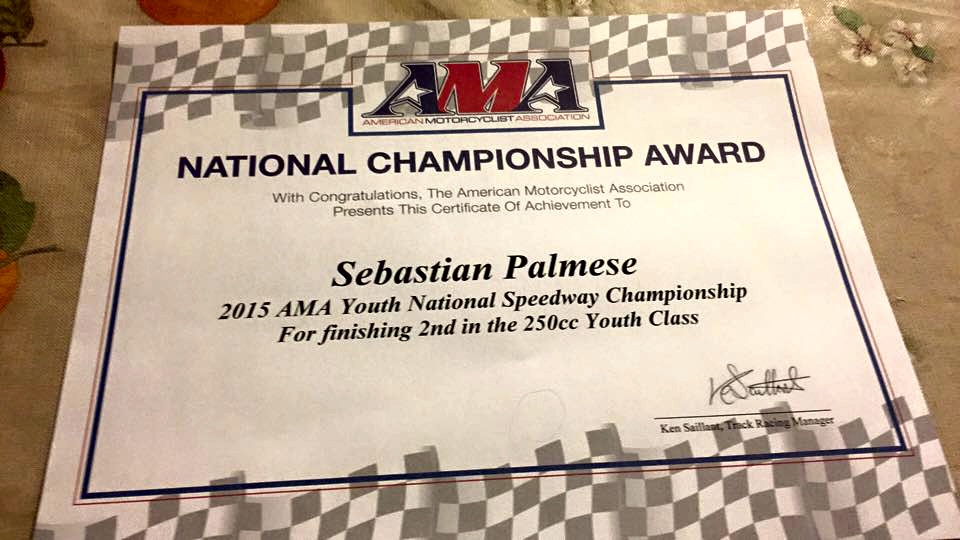 AMA
AMERICAN MOTORCYCLIST ASSOCIATION
NATIONAL CHAMPIONSHIP AWARD
With Congratulations, The American Motorcyclist Association
Presents This Certificate Of Achievement To
Sebastian Palmese
2015 AMA Youth National Speedway Championship
For finishing 2nd in the 250cc Youth Class
Ken Saillant, Track Racing Manager